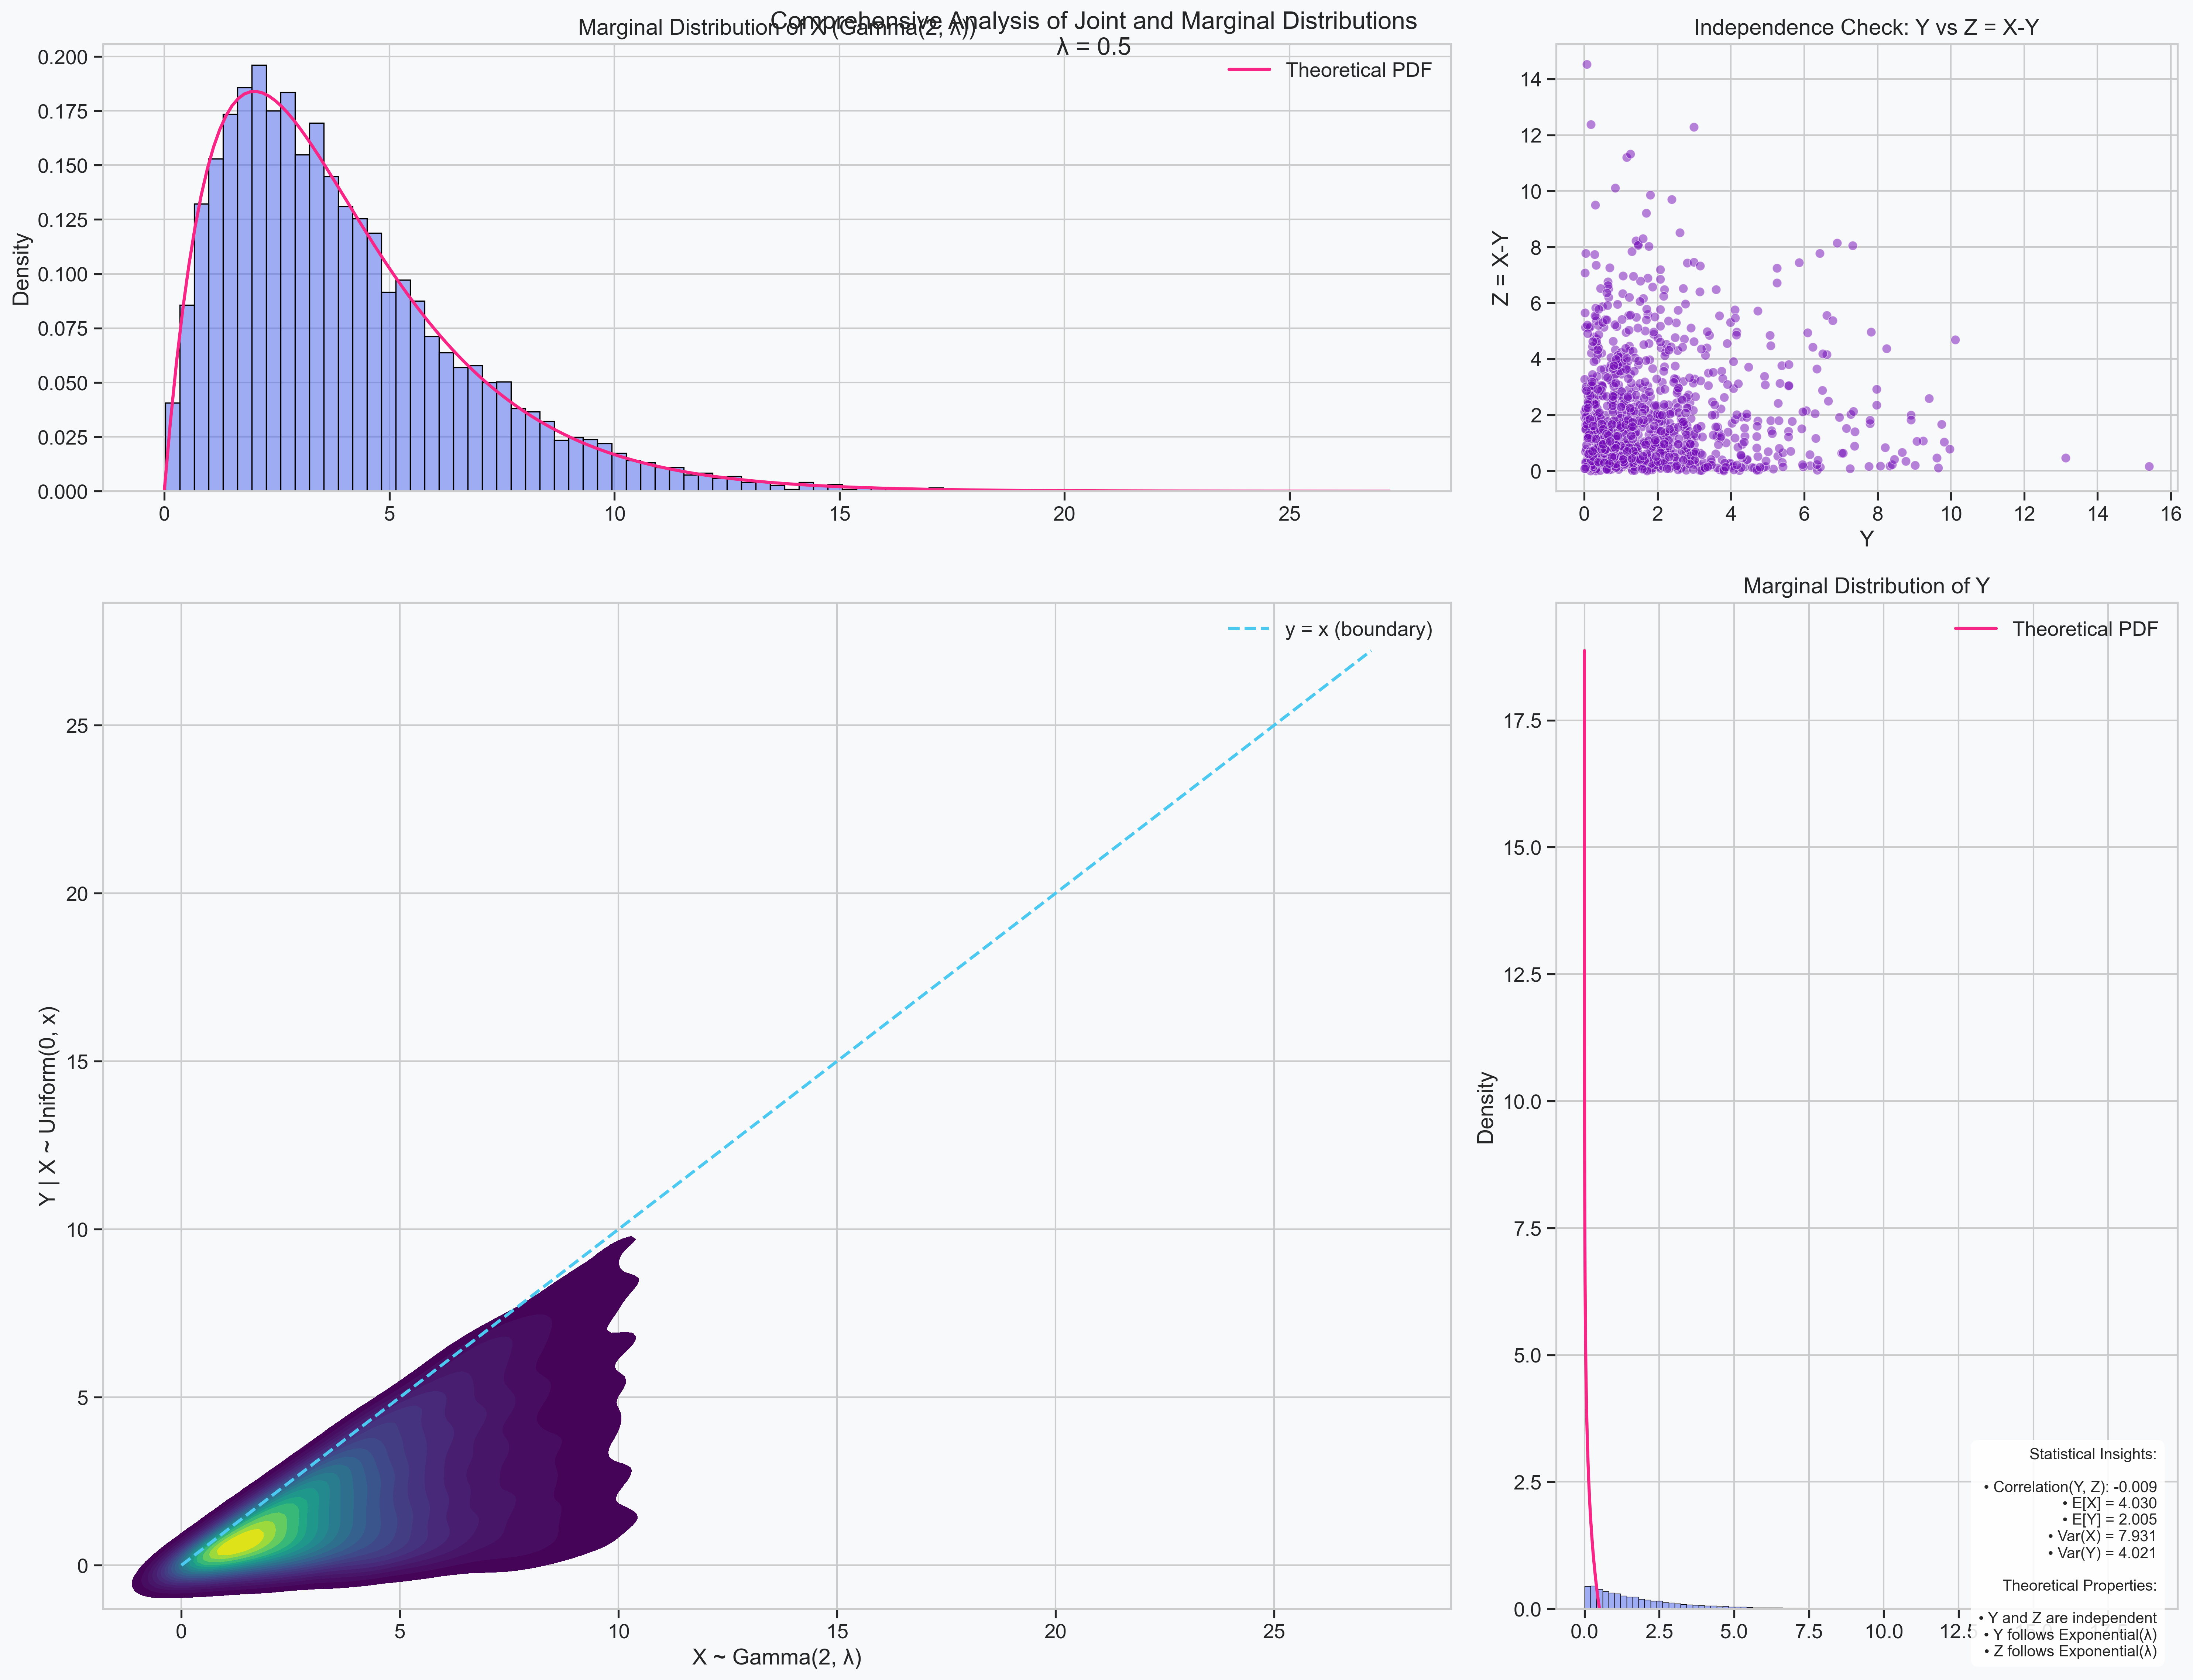 Comprehensive Analysis of Joint and Marginal Distributions
λ = 0.5
Marginal Distribution of X (Gamma(2, λ))
Theoretical PDF
Density
0.200
0.175
0.150
0.125
0.100
0.075
0.050
0.025
0.000
0 5 10 15 20 25
Independence Check: Y vs Z = X-Y
Z = X-Y
14
12
10
8
6
4
2
0
0 2 4 6 8 10 12 14 16
Y
y = x (boundary)
Y | X ~ Uniform(0, x)
25
20
15
10
5
0
0 5 10 15 20 25
X ~ Gamma(2, λ)
Marginal Distribution of Y
Theoretical PDF
Density
17.5
15.0
12.5
10.0
7.5
5.0
2.5
0.0
0.0 2.5 5.0 7.5 10.0 12.5
Statistical Insights:
• Correlation(Y, Z): -0.009
• E[X] = 4.030
• E[Y] = 2.005
• Var(X) = 7.931
• Var(Y) = 4.021
Theoretical Properties:
• Y and Z are independent
• Y follows Exponential(λ)
• Z follows Exponential(λ)